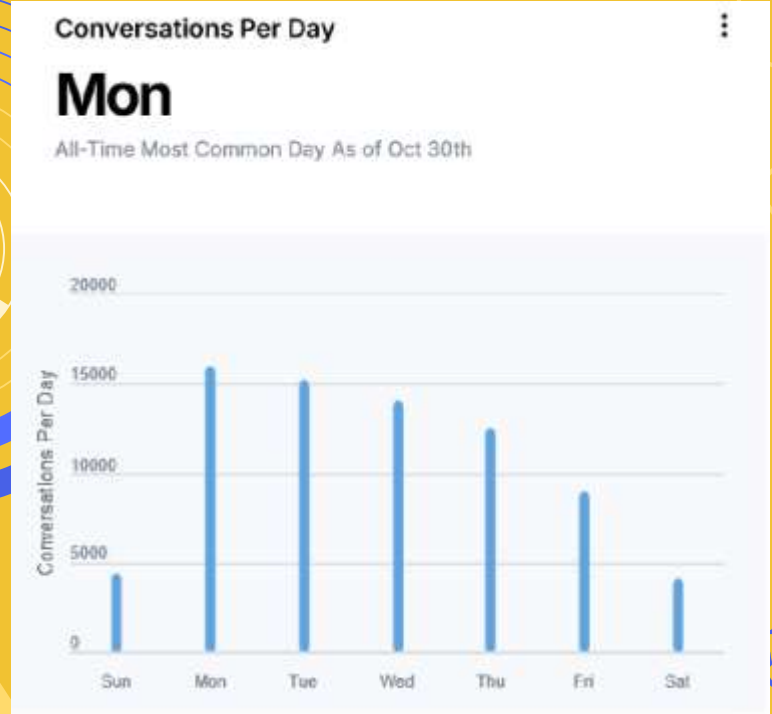 Conversations Per Day
Mon
All-Time Most Common Day As of Oct 30th
20000
15000
10000
5000
0
Conversations Per Day
Sun Mon Tue Wed Thu Fri Sat